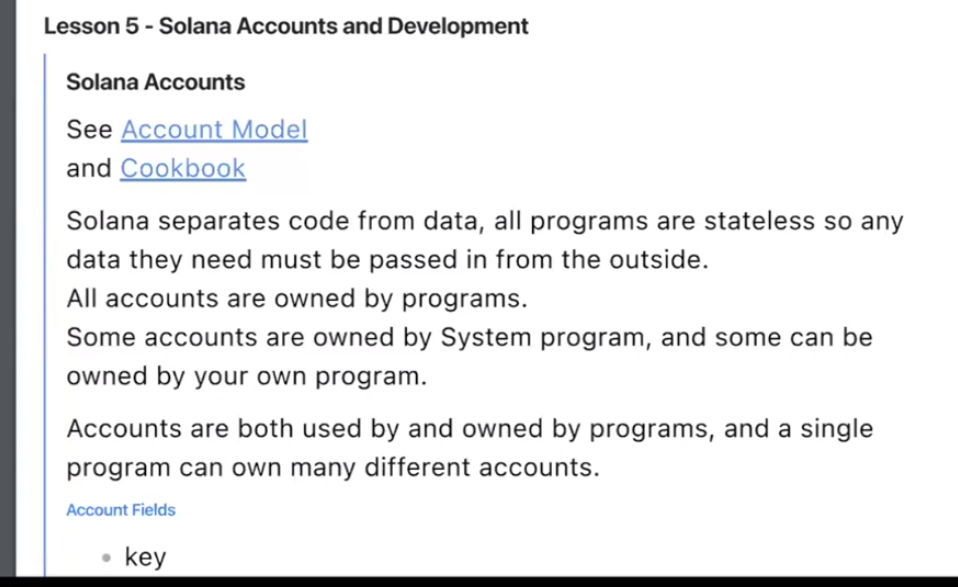 Lesson 5 - Solana Accounts and Development
Solana Accounts
See Account Model
and Cookbook
Solana separates code from data, all programs are stateless so any
data they need must be passed in from the outside.
All accounts are owned by programs.
Some accounts are owned by System program, and some can be
owned by your own program.
Accounts are both used by and owned by programs, and a single
program can own many different accounts.
Account Fields
• key